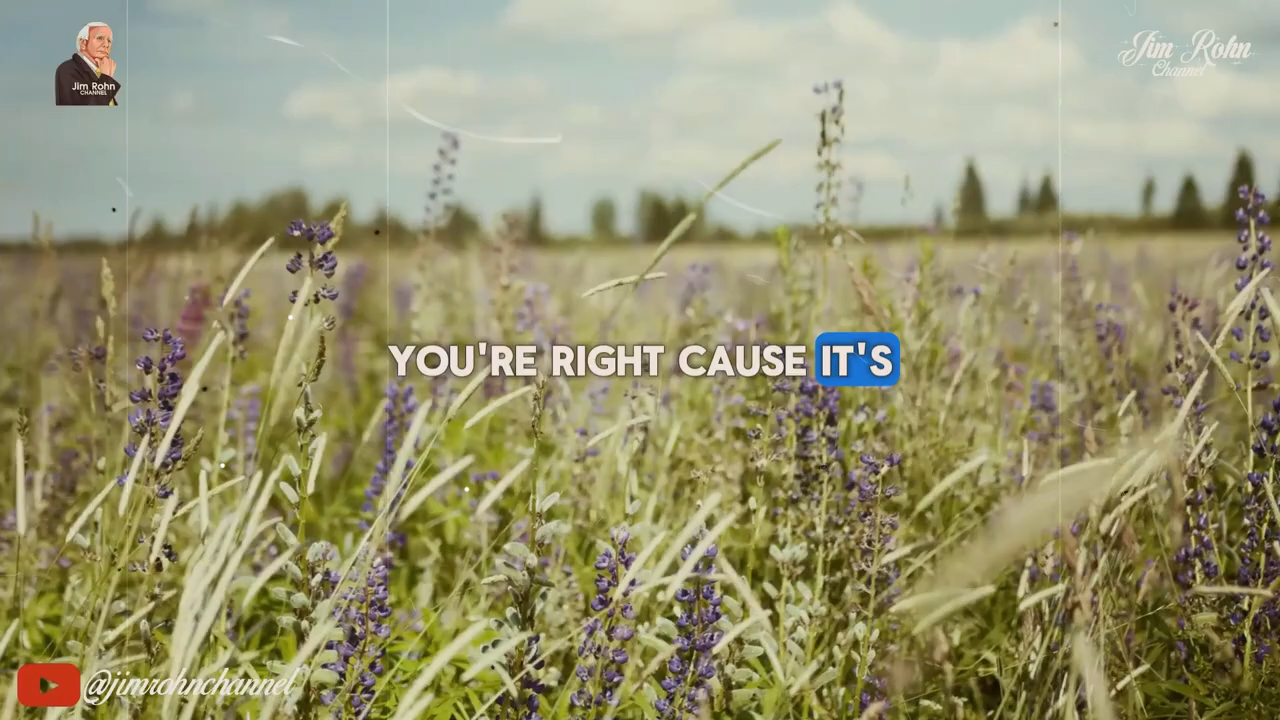 Jim Rohn
CHANNEL
Jim Rohn
Channel
YOU'RE RIGHT CAUSE IT'S
@jimrohnchannel